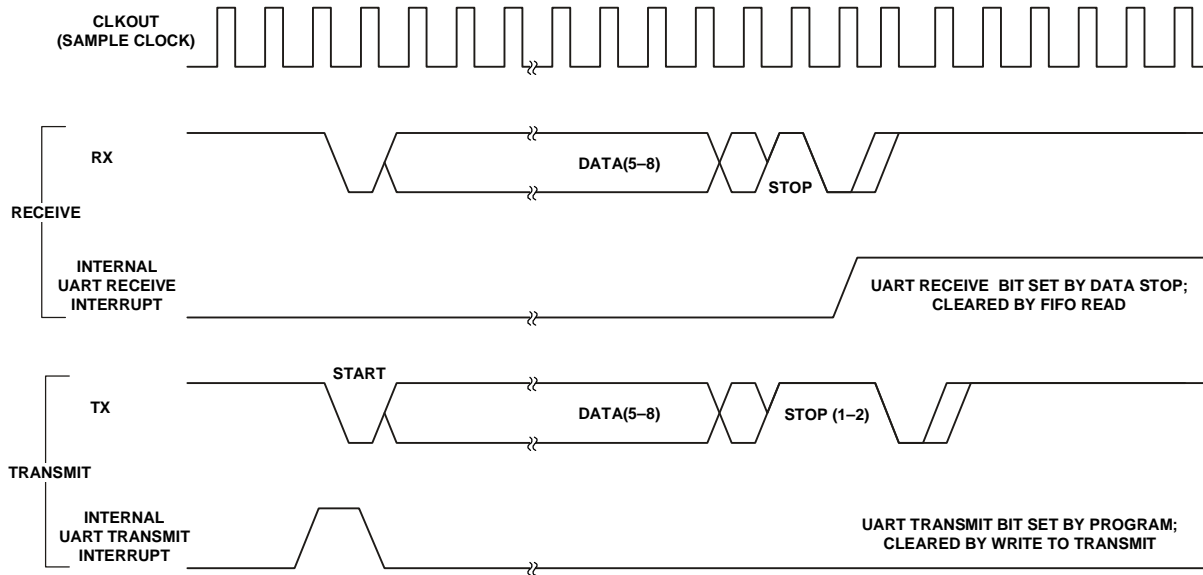 CLKOUT
(SAMPLE CLOCK)
RX
DATA(5–8)
STOP
RECEIVE
INTERNAL
UART RECEIVE
INTERRUPT
UART RECEIVE BIT SET BY DATA STOP;
CLEARED BY FIFO READ
START
TX
DATA(5–8)
STOP (1–2)
TRANSMIT
INTERNAL
UART TRANSMIT
INTERRUPT
UART TRANSMIT BIT SET BY PROGRAM;
CLEARED BY WRITE TO TRANSMIT